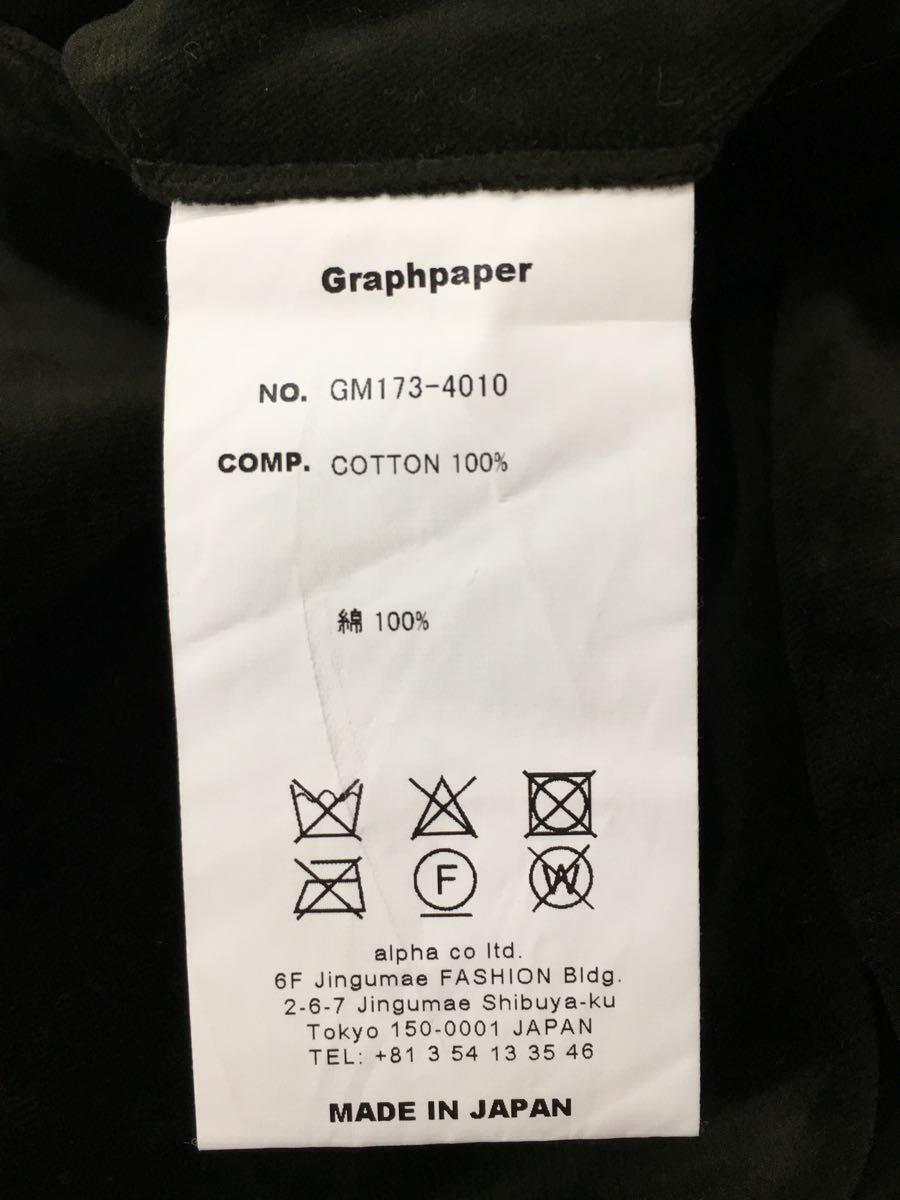 Graphpaper
NO. GM173-4010
COMP. COTTON 100%
綿 100%
F
W
alpha co ltd.
6F Jingumae FASHION Bldg.
2-6-7 Jingumae Shibuya-ku
Tokyo 150-0001 JAPAN
TEL: +81 3 54 13 35 46
MADE IN JAPAN